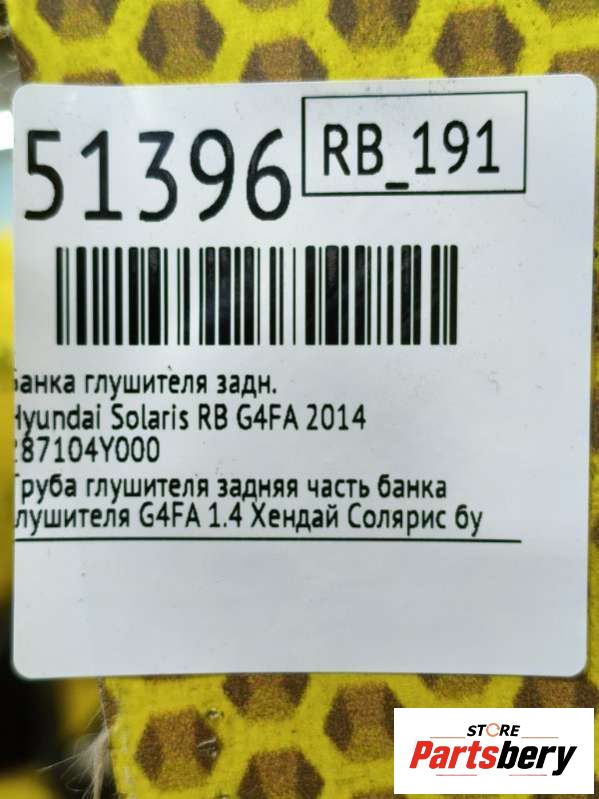 51396
RB_191
Банка глушителя задн.
Hyundai Solaris RB G4FA 2014
287104Y000
Труба глушителя задняя часть банка
глушителя G4FA 1.4 Хендай Солярис бу
STORE
Partsbery